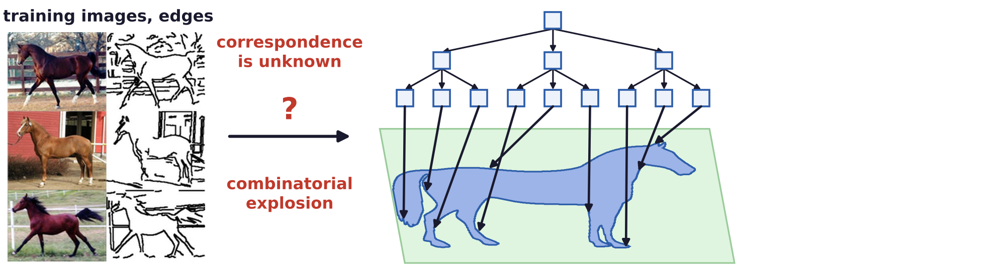 training images, edges
correspondence
is unknown
?
combinatorial
explosion